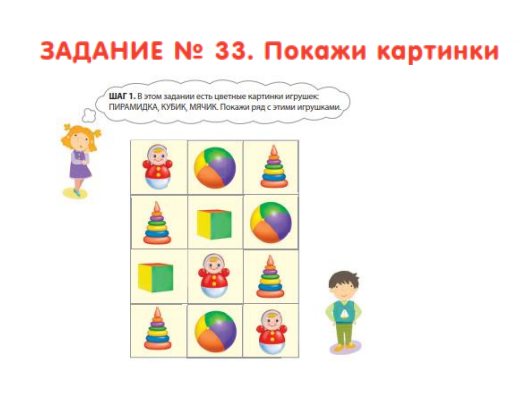 ЗАДАНИЕ № 33. Покажи картинки
ШАГ 1. В этом задании есть цветные картинки игрушек:
ПИРАМИДКА, КУБИК, МЯЧИК. Покажи ряд с этими игрушками.